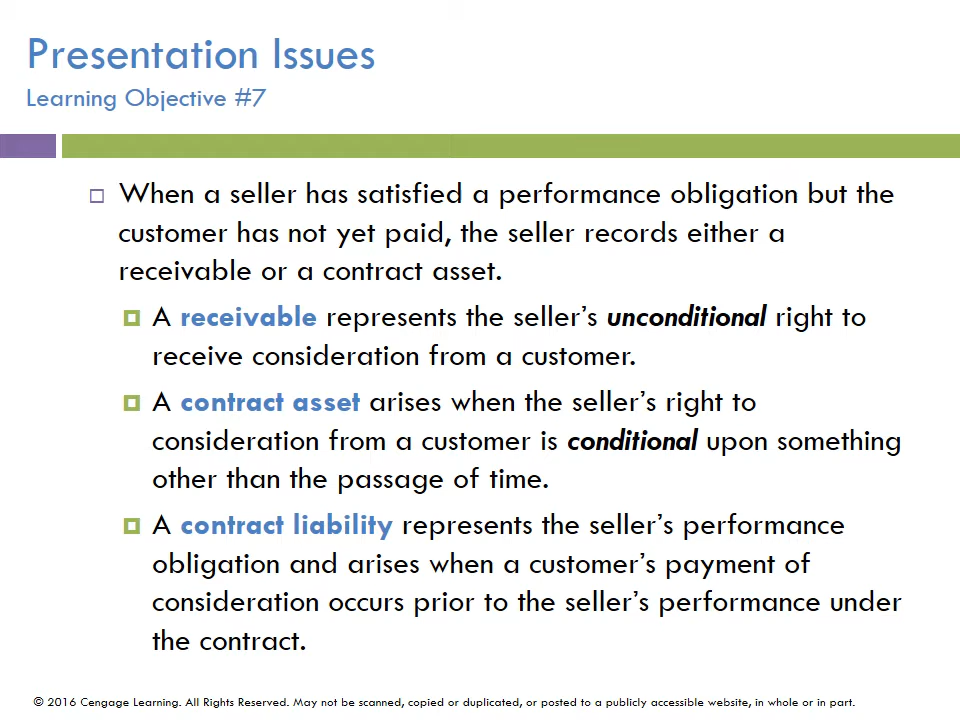 Presentation Issues
Learning Objective #7
When a seller has satisfied a performance obligation but the
customer has not yet paid, the seller records either a
receivable or a contract asset.
A receivable represents the seller's unconditional right to
receive consideration from a customer.
A contract asset arises when the seller's right to
consideration from a customer is conditional upon something
other than the passage of time.
A contract liability represents the seller's performance
obligation and arises when a customer's payment of
consideration occurs prior to the seller's performance under
the contract.
© 2016 Cengage Learning. All Rights Reserved. May not be scanned, copied or duplicated, or posted to a publicly accessible website, in whole or in part.